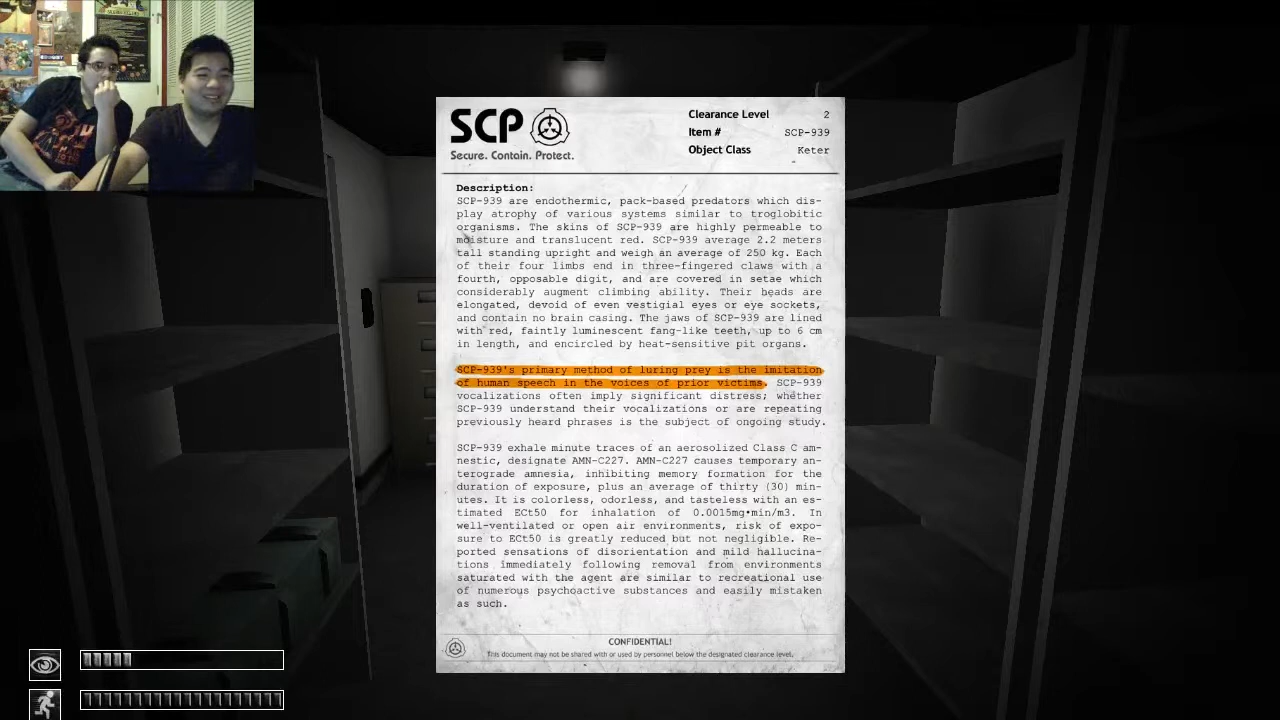 SCP
Secure. Contain. Protect.
Clearance Level 2
Item # SCP-939
Object Class Keter
Description:
SCP-939 are endothermic, pack-based predators which dis-
play atrophy of various systems similar to troglobitic
organisms. The skins of SCP-939 are highly permeable to
moisture and translucent red. SCP-939 average 2.2 meters
tall standing upright and weigh an average of 250 kg. Each
of their four limbs end in three-fingered claws with a
fourth, opposable digit, and are covered in setae which
considerably augment climbing ability. Their heads are
elongated, devoid of even vestigial eyes or eye sockets,
and contain no brain casing. The jaws of SCP-939 are lined
with red, faintly luminescent fang-like teeth, up to 6 cm
in length, and encircled by heat-sensitive pit organs.
SCP-939's primary method of luring prey is the imitation
of human speech in the voices of prior victims. SCP-939
vocalizations often imply significant distress; whether
SCP-939 understand their vocalizations or are repeating
previously heard phrases is the subject of ongoing study.
SCP-939 exhale minute traces of an aerosolized Class C am-
nestic, designate AMN-C227. AMN-C227 causes temporary an-
terograde amnesia, inhibiting memory formation for the
duration of exposure, plus an average of thirty (30) min-
utes. It is colorless, odorless, and tasteless with an es-
timated ECt50 for inhalation of 0.0015mg•min/m3. In
well-ventilated or open air environments, risk of expo-
sure to ECt50 is greatly reduced but not negligible. Re-
ported sensations of disorientation and mild hallucina-
tions immediately following removal from environments
saturated with the agent are similar to recreational use
of numerous psychoactive substances and easily mistaken
as such.
CONFIDENTIAL!
This document may not be shared with or used by personnel below the designated clearance level.